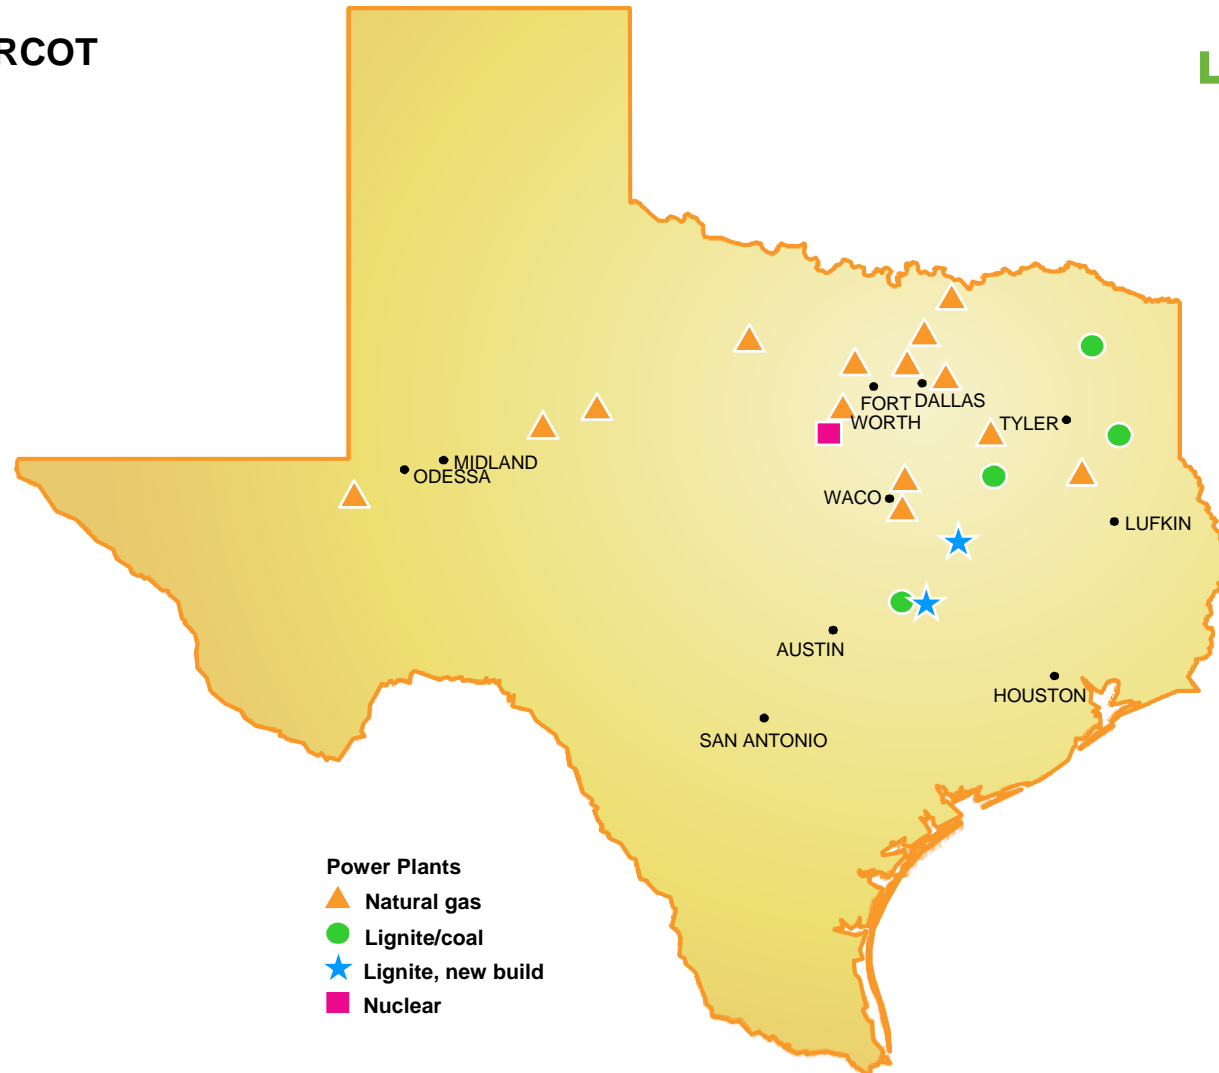 RCOT
L
FORT
DALLAS
WORTH
TYLER
MIDLAND
ODESSA
WACO
LUFKIN
AUSTIN
HOUSTON
SAN ANTONIO
Power Plants
Natural gas
Lignite/coal
Lignite, new build
Nuclear